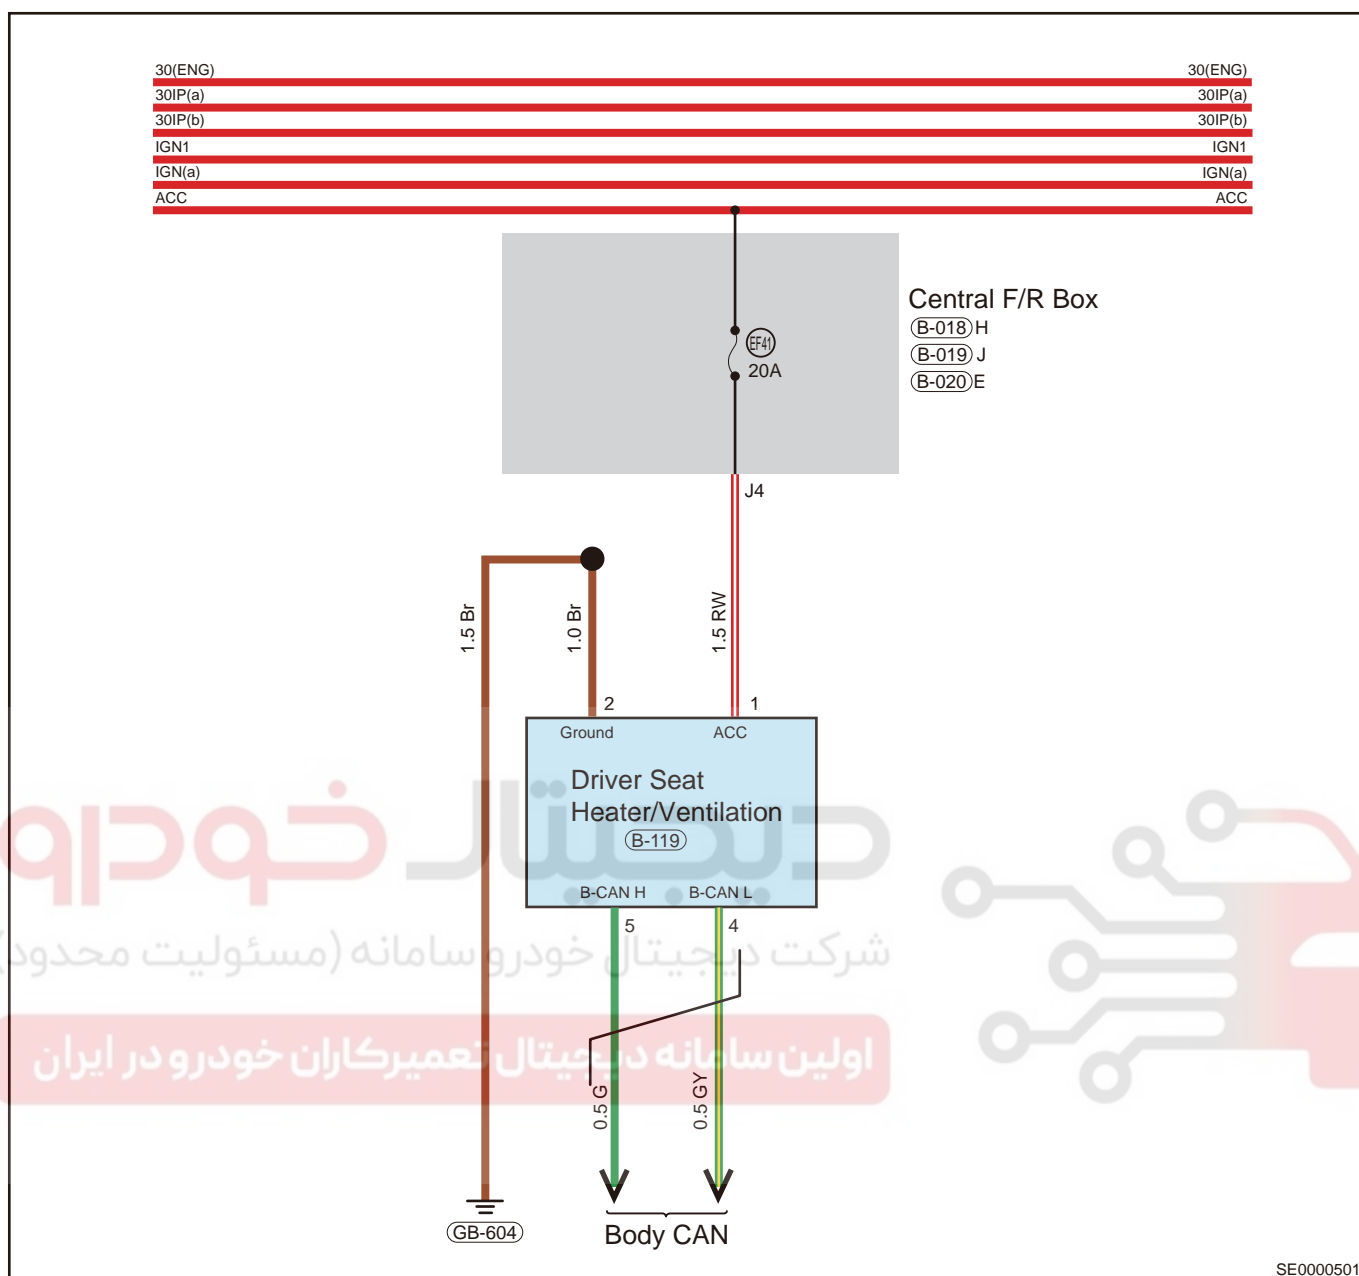 30(ENG) 30(ENG)
30IP(a) 30IP(a)
30IP(b) 30IP(b)
IGN1 IGN1
IGN(a) IGN(a)
ACC ACC
Central F/R Box
B-018 H
B-019 J
B-020 E
EF41
20A
J4
1.5 Br
1.0 Br
1.5 RW
2 1
Ground ACC
Driver Seat
Heater/Ventilation
B-119
B-CAN H B-CAN L
5 4
دیجیتال خودرو
شرکت دیجیتال خودرو سامانه (مسئولیت محدود)
اولین سامانه دیجیتال تعمیرکاران خودرو در ایران
0.5 G
0.5 GY
GB-604
Body CAN
SE0000501